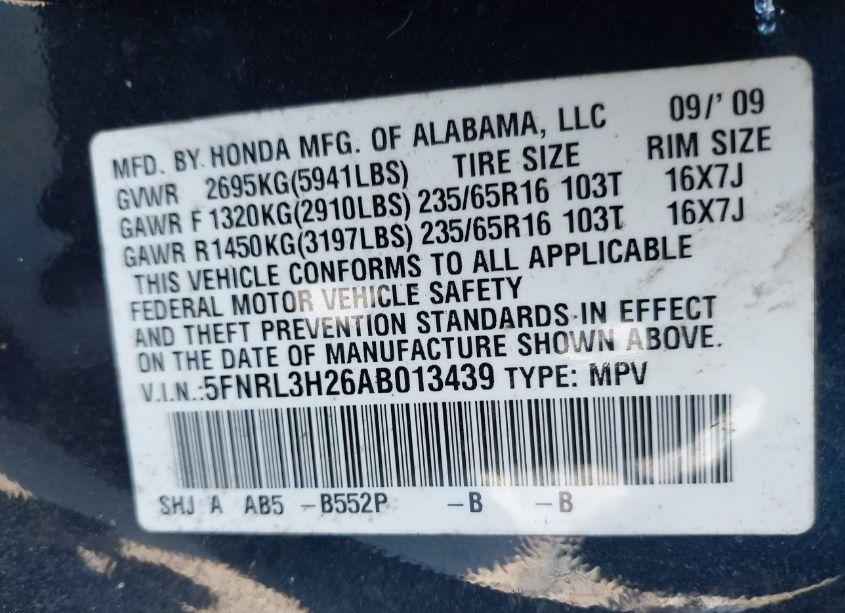 MFD. BY HONDA MFG. OF ALABAMA, LLC 09/' 09
GVWR 2695KG(5941LBS) TIRE SIZE RIM SIZE
GAWR F 1320KG(2910LBS) 235/65R16 103T 16X7J
GAWR R1450KG(3197LBS) 235/65R16 103T 16X7J
THIS VEHICLE CONFORMS TO ALL APPLICABLE
FEDERAL MOTOR VEHICLE SAFETY
AND THEFT PREVENTION STANDARDS IN EFFECT
ON THE DATE OF MANUFACTURE SHOWN ABOVE.
V.I.N.:5FNRL3H26AB013439 TYPE: MPV
SHJ A AB5 -B552P -B -B